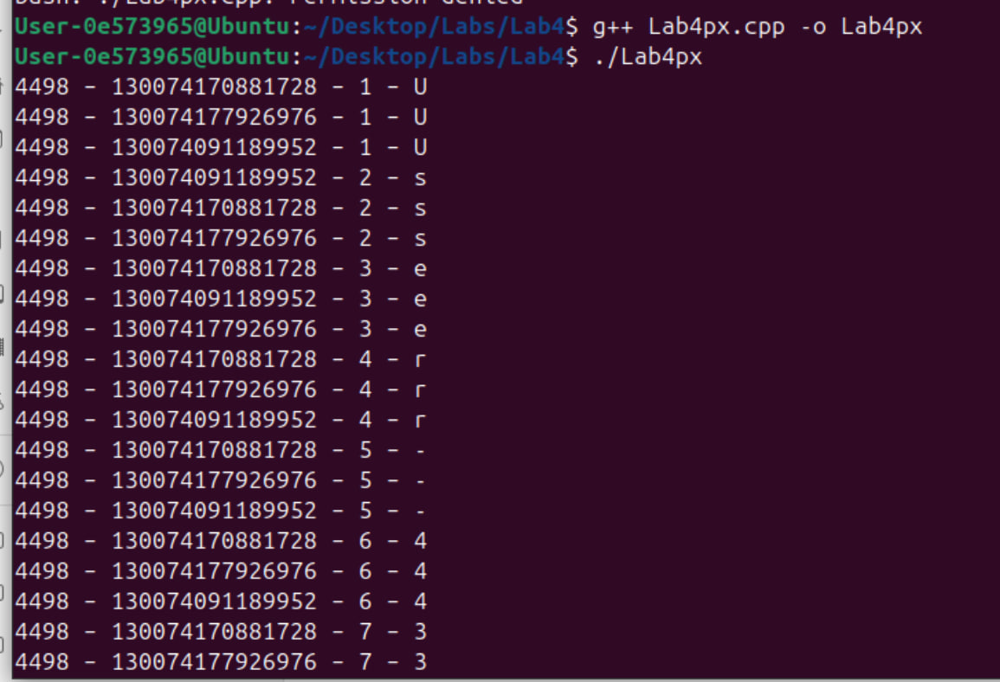 User-0e573965@Ubuntu:~/Desktop/Labs/Lab4$ g++ Lab4px.cpp -o Lab4px
User-0e573965@Ubuntu:~/Desktop/Labs/Lab4$ ./Lab4px
4498 - 130074170881728 - 1 - U
4498 - 130074177926976 - 1 - U
4498 - 130074091189952 - 1 - U
4498 - 130074091189952 - 2 - s
4498 - 130074170881728 - 2 - s
4498 - 130074177926976 - 2 - s
4498 - 130074170881728 - 3 - e
4498 - 130074091189952 - 3 - e
4498 - 130074177926976 - 3 - e
4498 - 130074170881728 - 4 - r
4498 - 130074177926976 - 4 - r
4498 - 130074091189952 - 4 - r
4498 - 130074170881728 - 5 - -
4498 - 130074177926976 - 5 - -
4498 - 130074091189952 - 5 - -
4498 - 130074170881728 - 6 - 4
4498 - 130074177926976 - 6 - 4
4498 - 130074091189952 - 6 - 4
4498 - 130074170881728 - 7 - 3
4498 - 130074177926976 - 7 - 3